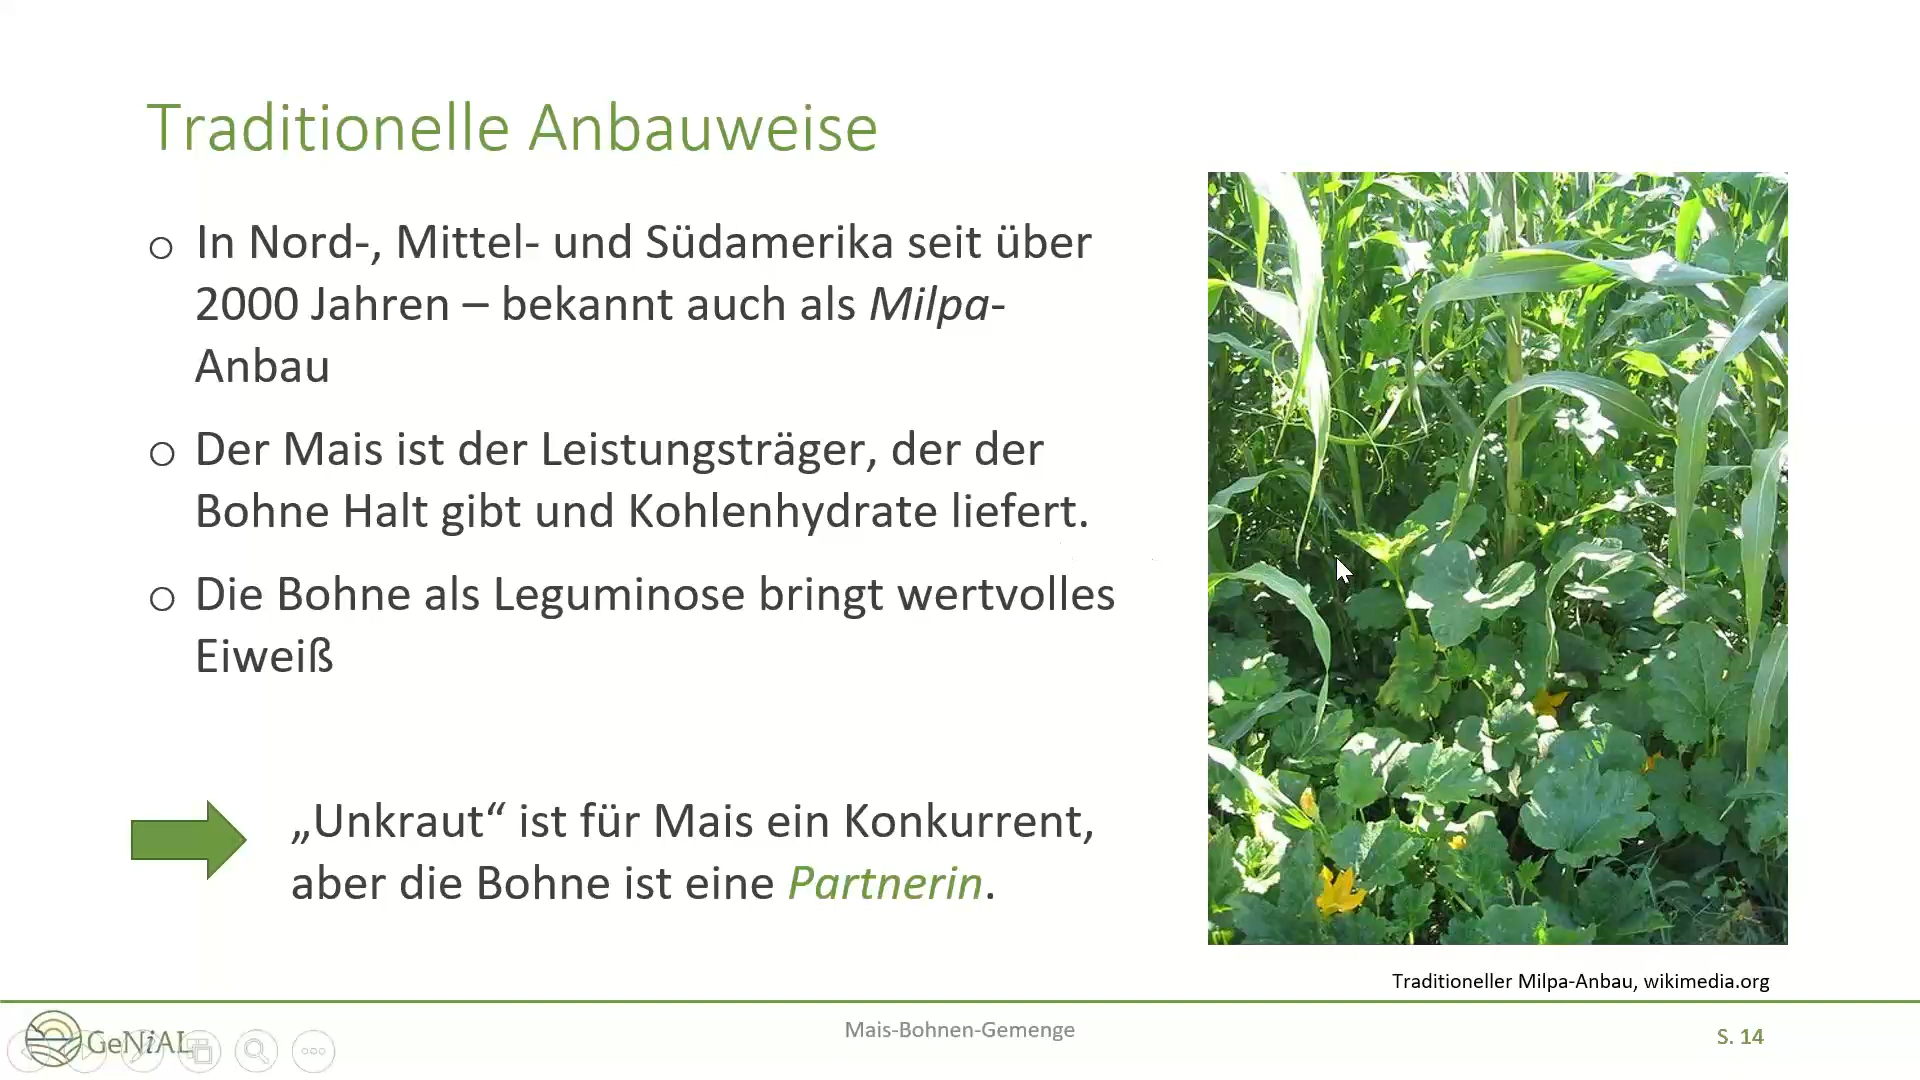 Traditionelle Anbauweise
o In Nord-, Mittel- und Südamerika seit über
2000 Jahren – bekannt auch als Milpa-
Anbau
o Der Mais ist der Leistungsträger, der der
Bohne Halt gibt und Kohlenhydrate liefert.
o Die Bohne als Leguminose bringt wertvolles
Eiweiß
„Unkraut“ ist für Mais ein Konkurrent,
aber die Bohne ist eine Partnerin.
Traditioneller Milpa-Anbau, wikimedia.org
GeNiAL
Mais-Bohnen-Gemenge
S. 14